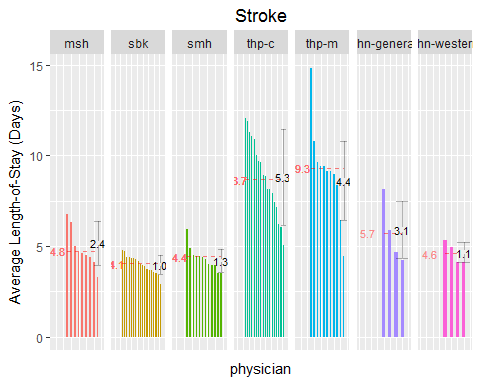 Stroke
msh
sbk
smh
thp-c
thp-m
hn-genera
hn-wester
Average Length-of-Stay (Days)
15
10
5
0
4.8
2.4
4.1
1.0
4.4
1.3
8.7
5.3
9.3
4.4
5.7
3.1
4.6
1.1
physician